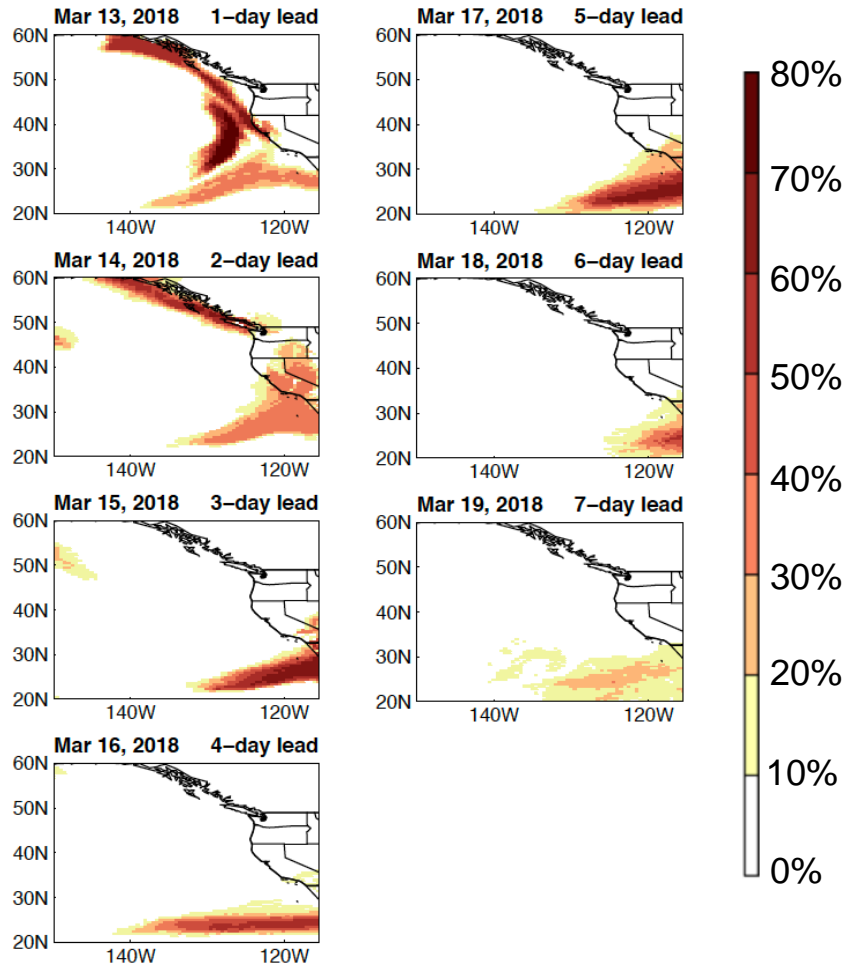 Mar 13, 2018 1−day lead
60N
50N
40N
30N
20N
140W 120W
Mar 14, 2018 2−day lead
60N
50N
40N
30N
20N
140W 120W
Mar 15, 2018 3−day lead
60N
50N
40N
30N
20N
140W 120W
Mar 16, 2018 4−day lead
60N
50N
40N
30N
20N
140W 120W
Mar 17, 2018 5−day lead
60N
50N
40N
30N
20N
140W 120W
Mar 18, 2018 6−day lead
60N
50N
40N
30N
20N
140W 120W
Mar 19, 2018 7−day lead
60N
50N
40N
30N
20N
140W 120W
80%
70%
60%
50%
40%
30%
20%
10%
0%